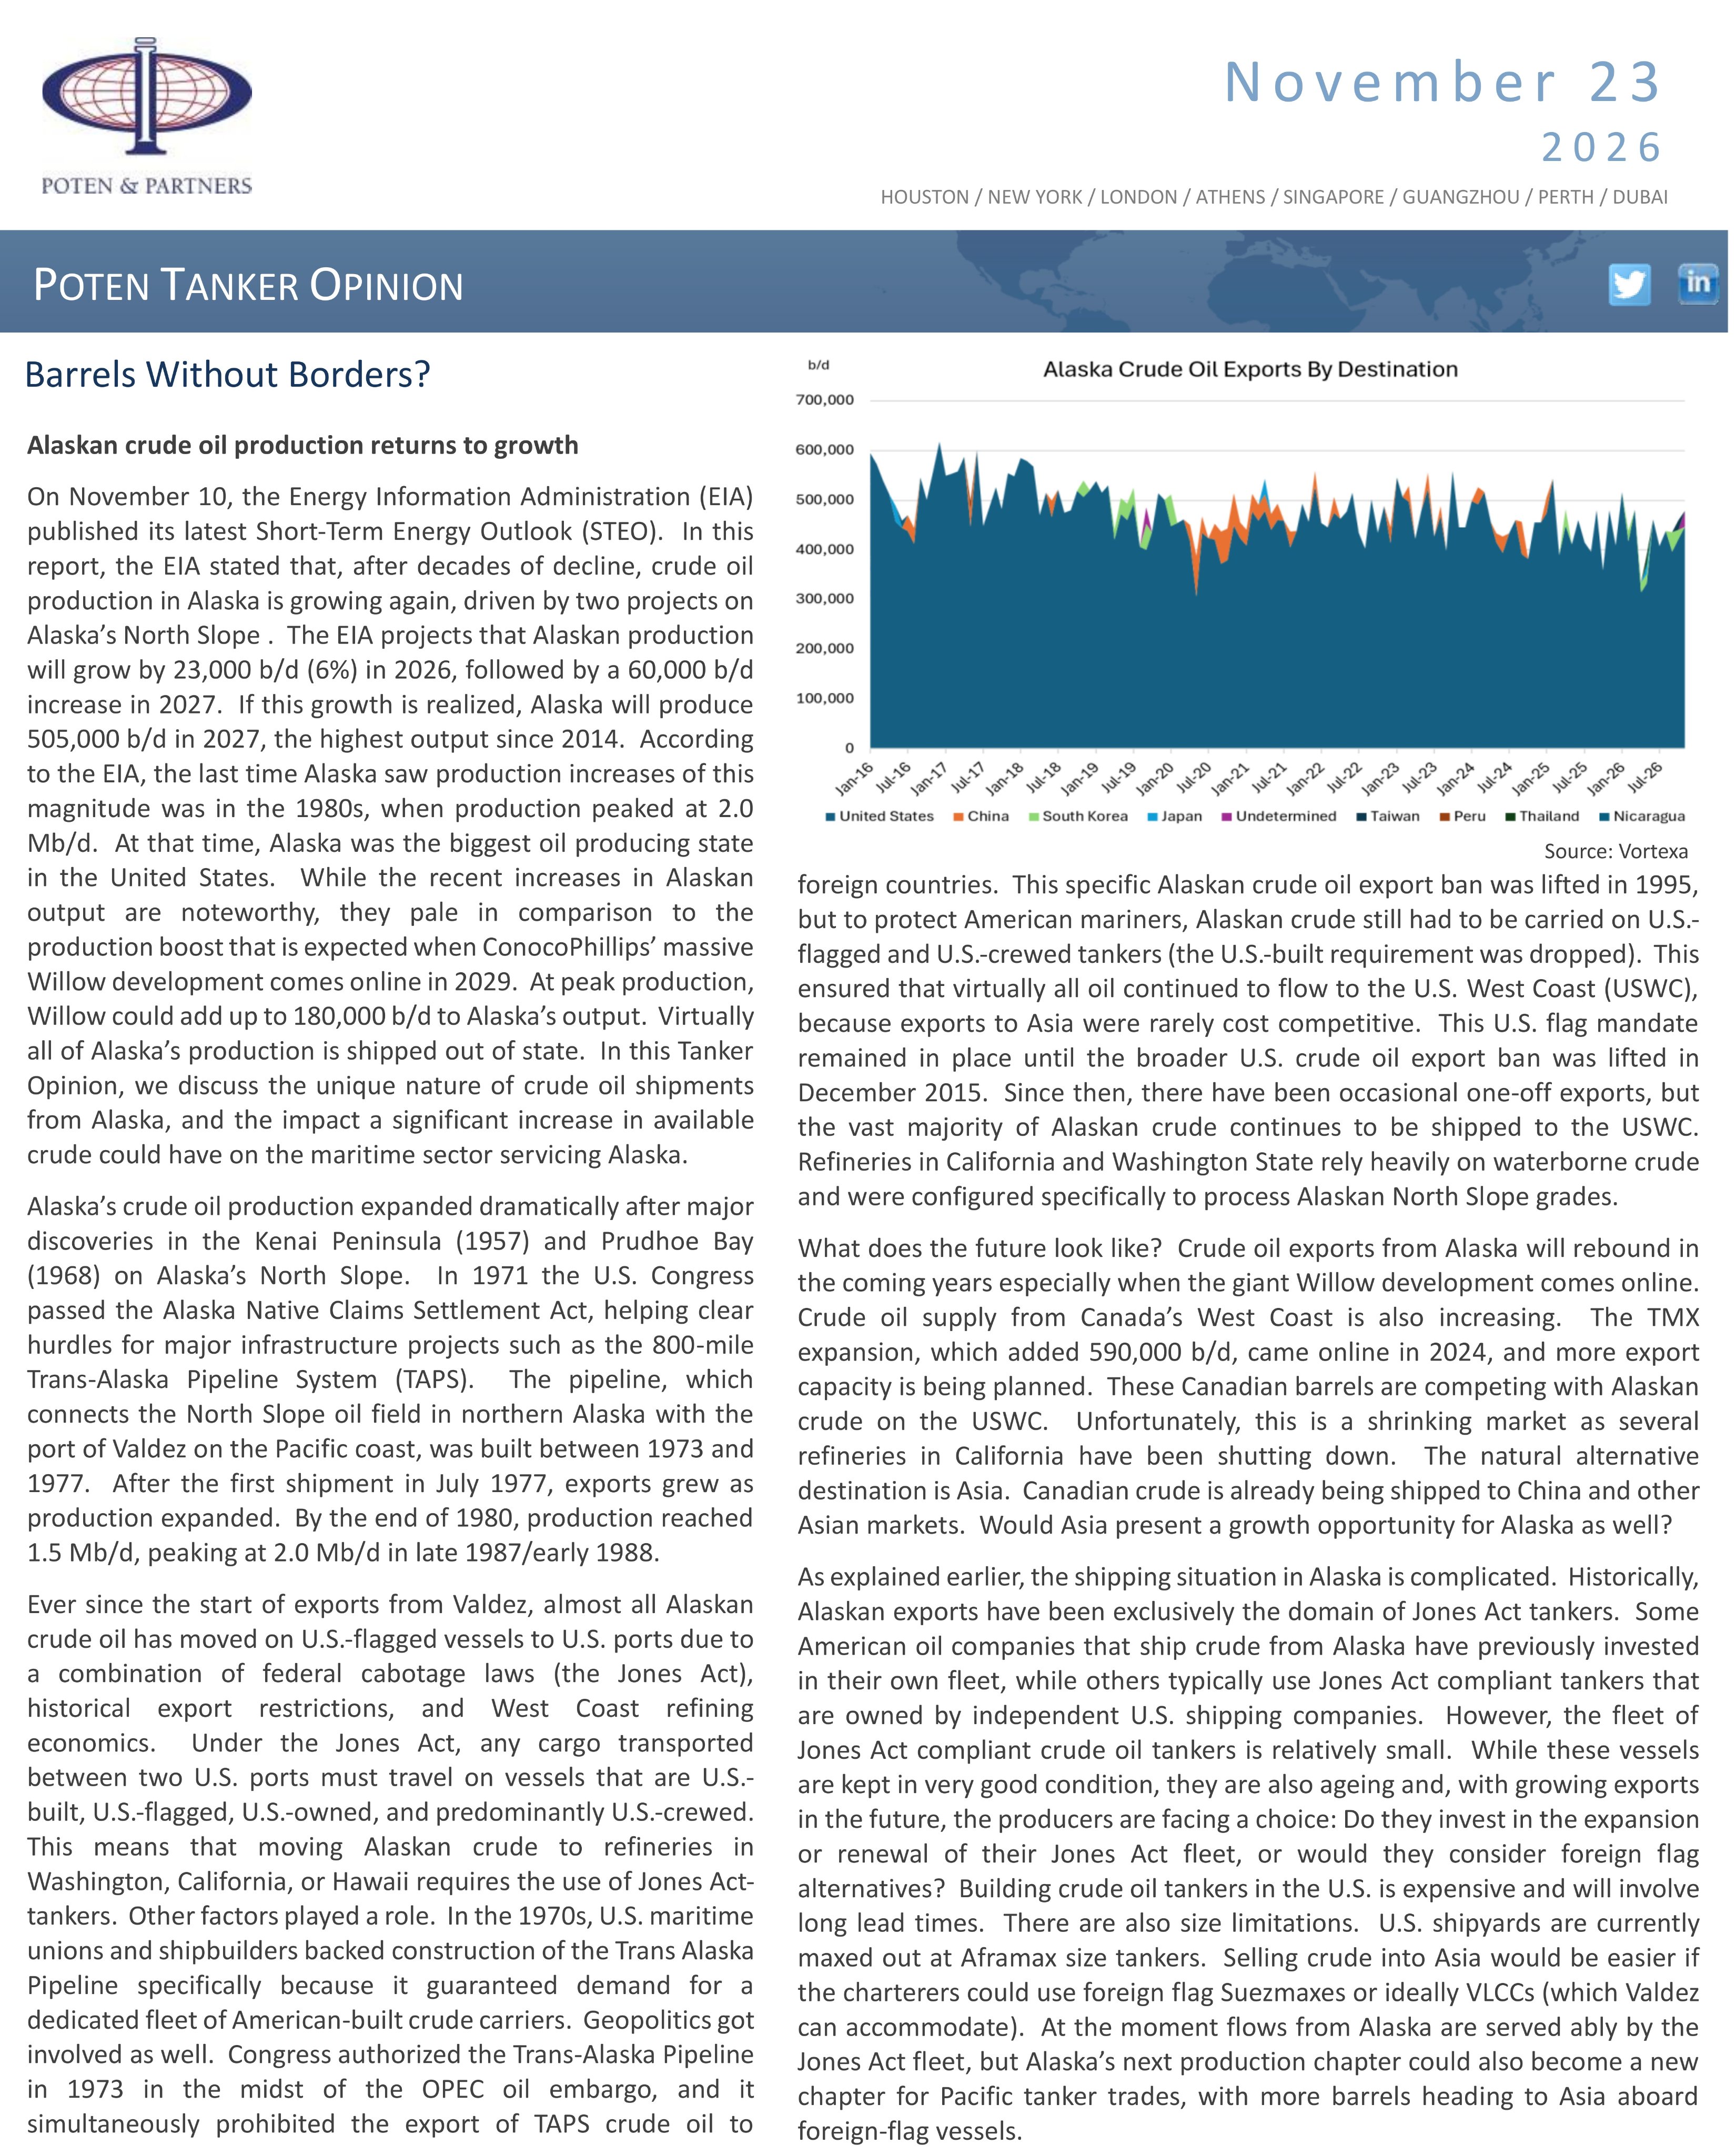 POTEN & PARTNERS
November 23
2026
HOUSTON / NEW YORK / LONDON / ATHENS / SINGAPORE / GUANGZHOU / PERTH / DUBAI
POTEN TANKER OPINION
in
Barrels Without Borders?
Alaskan crude oil production returns to growth
On November 10, the Energy Information Administration (EIA)
published its latest Short-Term Energy Outlook (STEO). In this
report, the EIA stated that, after decades of decline, crude oil
production in Alaska is growing again, driven by two projects on
Alaska's North Slope . The EIA projects that Alaskan production
will grow by 23,000 b/d (6%) in 2026, followed by a 60,000 b/d
increase in 2027. If this growth is realized, Alaska will produce
505,000 b/d in 2027, the highest output since 2014. According
to the EIA, the last time Alaska saw production increases of this
magnitude was in the 1980s, when production peaked at 2.0
Mb/d. At that time, Alaska was the biggest oil producing state
in the United States. While the recent increases in Alaskan
output are noteworthy, they pale in comparison to the
production boost that is expected when ConocoPhillips' massive
Willow development comes online in 2029. At peak production,
Willow could add up to 180,000 b/d to Alaska's output. Virtually
all of Alaska's production is shipped out of state. In this Tanker
Opinion, we discuss the unique nature of crude oil shipments
from Alaska, and the impact a significant increase in available
crude could have on the maritime sector servicing Alaska.
Alaska's crude oil production expanded dramatically after major
discoveries in the Kenai Peninsula (1957) and Prudhoe Bay
(1968) on Alaska's North Slope. In 1971 the U.S. Congress
passed the Alaska Native Claims Settlement Act, helping clear
hurdles for major infrastructure projects such as the 800-mile
Trans-Alaska Pipeline System (TAPS). The pipeline, which
connects the North Slope oil field in northern Alaska with the
port of Valdez on the Pacific coast, was built between 1973 and
1977. After the first shipment in July 1977, exports grew as
production expanded. By the end of 1980, production reached
1.5 Mb/d, peaking at 2.0 Mb/d in late 1987/early 1988.
Ever since the start of exports from Valdez, almost all Alaskan
crude oil has moved on U.S.-flagged vessels to U.S. ports due to
a combination of federal cabotage laws (the Jones Act),
historical export restrictions, and West Coast refining
economics. Under the Jones Act, any cargo transported
between two U.S. ports must travel on vessels that are U.S.-
built, U.S.-flagged, U.S.-owned, and predominantly U.S.-crewed.
This means that moving Alaskan crude to refineries in
Washington, California, or Hawaii requires the use of Jones Act-
tankers. Other factors played a role. In the 1970s, U.S. maritime
unions and shipbuilders backed construction of the Trans Alaska
Pipeline specifically because it guaranteed demand for a
dedicated fleet of American-built crude carriers. Geopolitics got
involved as well. Congress authorized the Trans-Alaska Pipeline
in 1973 in the midst of the OPEC oil embargo, and it
simultaneously prohibited the export of TAPS crude oil to
b/d
Alaska Crude Oil Exports By Destination
700,000
600,000
500,000
400,000
300,000
200,000
100,000
0
Jan-16 Jul-16 Jan-17 Jul-17 Jan-18 Jul-18 Jan-19 Jul-19 Jan-20 Jul-20 Jan-21 Jul-21 Jan-22 Jul-22 Jan-23 Jul-23 Jan-24 Jul-24 Jan-25 Jul-25 Jan-26 Jul-26
United States China South Korea Japan Undetermined Taiwan Peru Thailand Nicaragua
Source: Vortexa
foreign countries. This specific Alaskan crude oil export ban was lifted in 1995,
but to protect American mariners, Alaskan crude still had to be carried on U.S.-
flagged and U.S.-crewed tankers (the U.S.-built requirement was dropped). This
ensured that virtually all oil continued to flow to the U.S. West Coast (USWC),
because exports to Asia were rarely cost competitive. This U.S. flag mandate
remained in place until the broader U.S. crude oil export ban was lifted in
December 2015. Since then, there have been occasional one-off exports, but
the vast majority of Alaskan crude continues to be shipped to the USWC.
Refineries in California and Washington State rely heavily on waterborne crude
and were configured specifically to process Alaskan North Slope grades.
What does the future look like? Crude oil exports from Alaska will rebound in
the coming years especially when the giant Willow development comes online.
Crude oil supply from Canada's West Coast is also increasing. The TMX
expansion, which added 590,000 b/d, came online in 2024, and more export
capacity is being planned. These Canadian barrels are competing with Alaskan
crude on the USWC. Unfortunately, this is a shrinking market as several
refineries in California have been shutting down. The natural alternative
destination is Asia. Canadian crude is already being shipped to China and other
Asian markets. Would Asia present a growth opportunity for Alaska as well?
As explained earlier, the shipping situation in Alaska is complicated. Historically,
Alaskan exports have been exclusively the domain of Jones Act tankers. Some
American oil companies that ship crude from Alaska have previously invested
in their own fleet, while others typically use Jones Act compliant tankers that
are owned by independent U.S. shipping companies. However, the fleet of
Jones Act compliant crude oil tankers is relatively small. While these vessels
are kept in very good condition, they are also ageing and, with growing exports
in the future, the producers are facing a choice: Do they invest in the expansion
or renewal of their Jones Act fleet, or would they consider foreign flag
alternatives? Building crude oil tankers in the U.S. is expensive and will involve
long lead times. There are also size limitations. U.S. shipyards are currently
maxed out at Aframax size tankers. Selling crude into Asia would be easier if
the charterers could use foreign flag Suezmaxes or ideally VLCCs (which Valdez
can accommodate). At the moment flows from Alaska are served ably by the
Jones Act fleet, but Alaska's next production chapter could also become a new
chapter for Pacific tanker trades, with more barrels heading to Asia aboard
foreign-flag vessels.